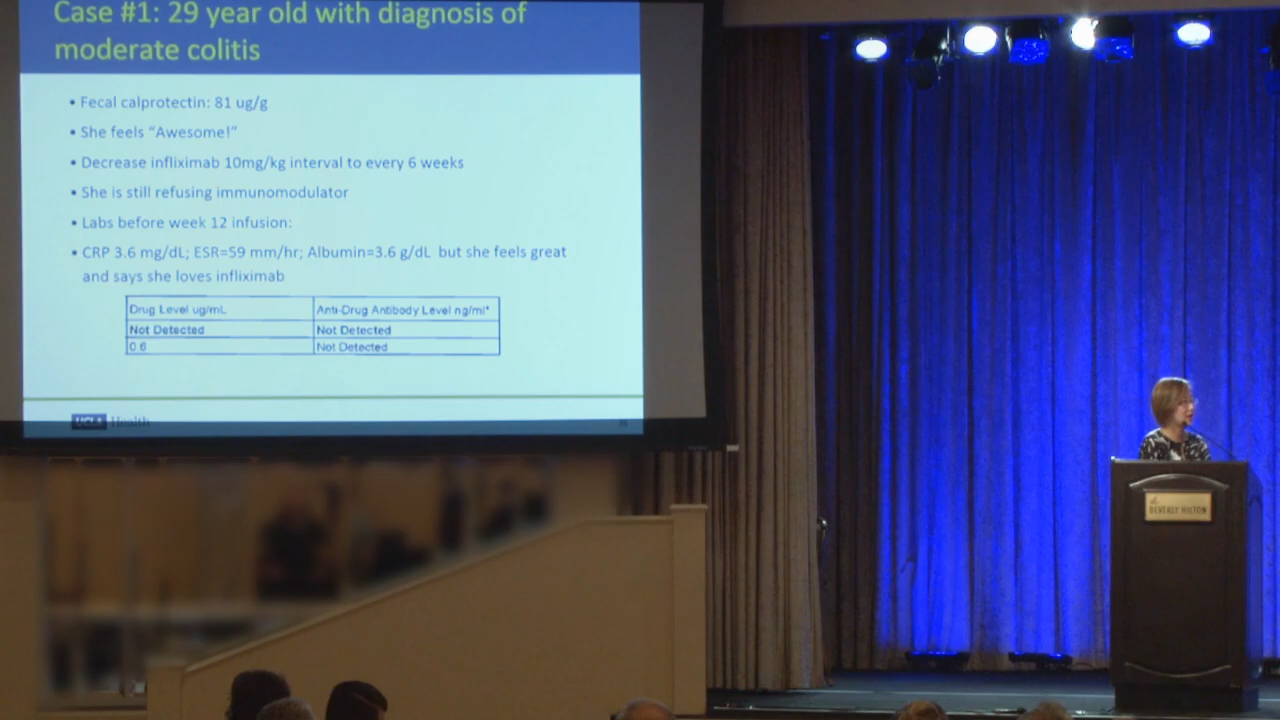 Case #1: 29 year old with diagnosis of
moderate colitis
• Fecal calprotectin: 81 ug/g
• She feels “Awesome!”
• Decrease infliximab 10mg/kg interval to every 6 weeks
• She is still refusing immunomodulator
• Labs before week 12 infusion:
• CRP 3.6 mg/dL; ESR=59 mm/hr; Albumin=3.6 g/dL but she feels great
and says she loves infliximab
Drug Level ug/mL Anti-Drug Antibody Level ng/ml*
Not Detected Not Detected
0.6 Not Detected
UCLA Health
The BEVERLY HILTON